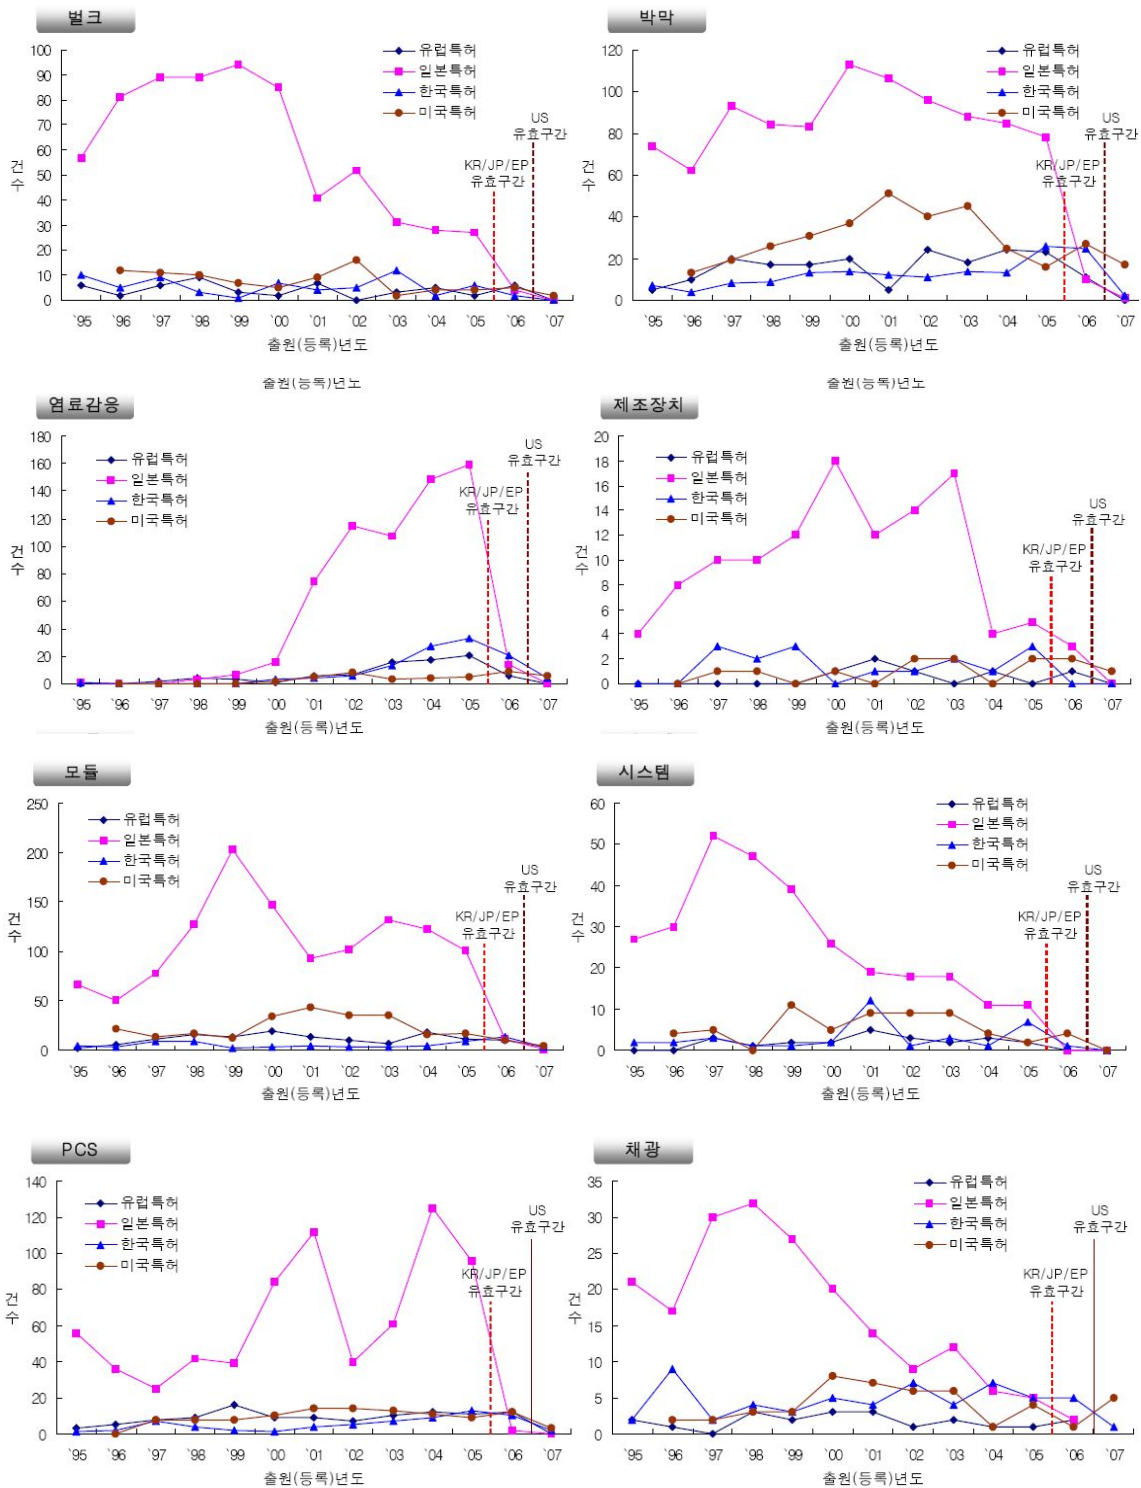 벌크
100
90
80
70
60
50
40
30
20
10
0
건
수
유럽특허
일본특허
한국특허
미국특허
US
유효구간
KR/JP/EP
유효구간
`95 `96 `97 `98 `99 `00 `01 `02 `03 `04 `05 `06 `07
출원(등록)년도
박막
120
100
80
60
40
20
0
건
수
유럽특허
일본특허
한국특허
미국특허
US
유효구간
KR/JP/EP
유효구간
`95 `96 `97 `98 `99 `00 `01 `02 `03 `04 `05 `06 `07
출원(등록)년도
출원(등록)년도
출원(등록)년도
염료감응
180
160
140
120
100
80
60
40
20
0
건
수
유럽특허
일본특허
한국특허
미국특허
US
유효구간
KR/JP/EP
유효구간
`95 `96 `97 `98 `99 `00 `01 `02 `03 `04 `05 `06 `07
출원(등록)년도
제조장치
20
18
16
14
12
10
8
6
4
2
0
건
수
유럽특허
일본특허
한국특허
미국특허
US
유효구간
KR/JP/EP
유효구간
`95 `96 `97 `98 `99 `00 `01 `02 `03 `04 `05 `06 `07
출원(등록)년도
모듈
250
200
150
100
50
0
건
수
유럽특허
일본특허
한국특허
미국특허
US
유효구간
KR/JP/EP
유효구간
`95 `96 `97 `98 `99 `00 `01 `02 `03 `04 `05 `06 `07
출원(등록)년도
시스템
60
50
40
30
20
10
0
건
수
유럽특허
일본특허
한국특허
미국특허
US
유효구간
KR/JP/EP
유효구간
`95 `96 `97 `98 `99 `00 `01 `02 `03 `04 `05 `06 `07
출원(등록)년도
PCS
140
120
100
80
60
40
20
0
건
수
유럽특허
일본특허
한국특허
미국특허
US
유효구간
KR/JP/EP
유효구간
`95 `96 `97 `98 `99 `00 `01 `02 `03 `04 `05 `06 `07
출원(등록)년도
채광
35
30
25
20
15
10
5
0
건
수
유럽특허
일본특허
한국특허
미국특허
US
유효구간
KR/JP/EP
유효구간
`95 `96 `97 `98 `99 `00 `01 `02 `03 `04 `05 `06 `07
출원(등록)년도